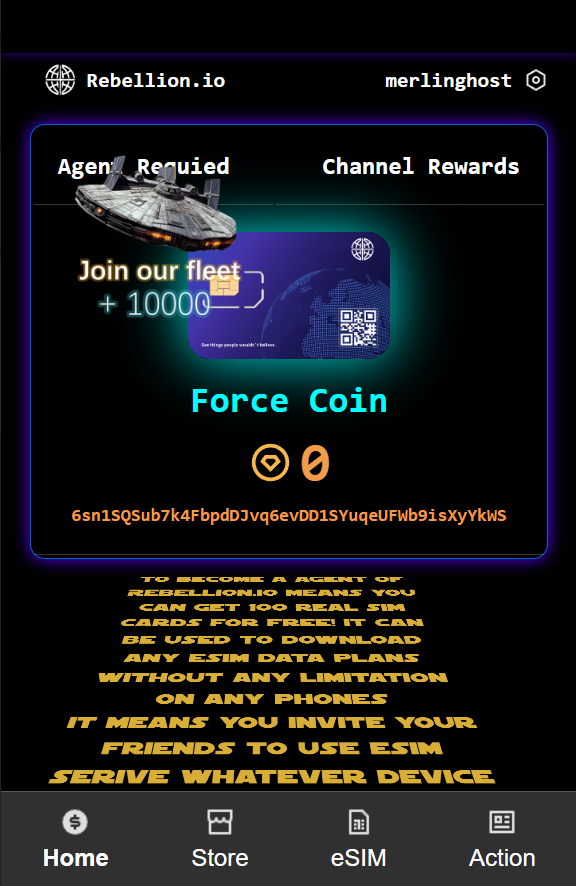 Rebellion.io
merlinghost
Agent Requied
Channel Rewards
Join our fleet
+ 10000
See things people wouldn't believe.
Force Coin
0
6sn1SQSub7k4FbpdDJvq6evDD1SYuqeUFWb9isXyYkWS
TO BECOME A AGENT OF
REBELLION.IO MEANS YOU
CAN GET 100 REAL SIM
CARDS FOR FREE! IT CAN
BE USED TO DOWNLOAD
ANY ESIM DATA PLANS
WITHOUT ANY LIMITATION
ON ANY PHONES
IT MEANS YOU INVITE YOUR
FRIENDS TO USE ESIM
SERIVE WHATEVER DEVICE
Home
Store
eSIM
Action